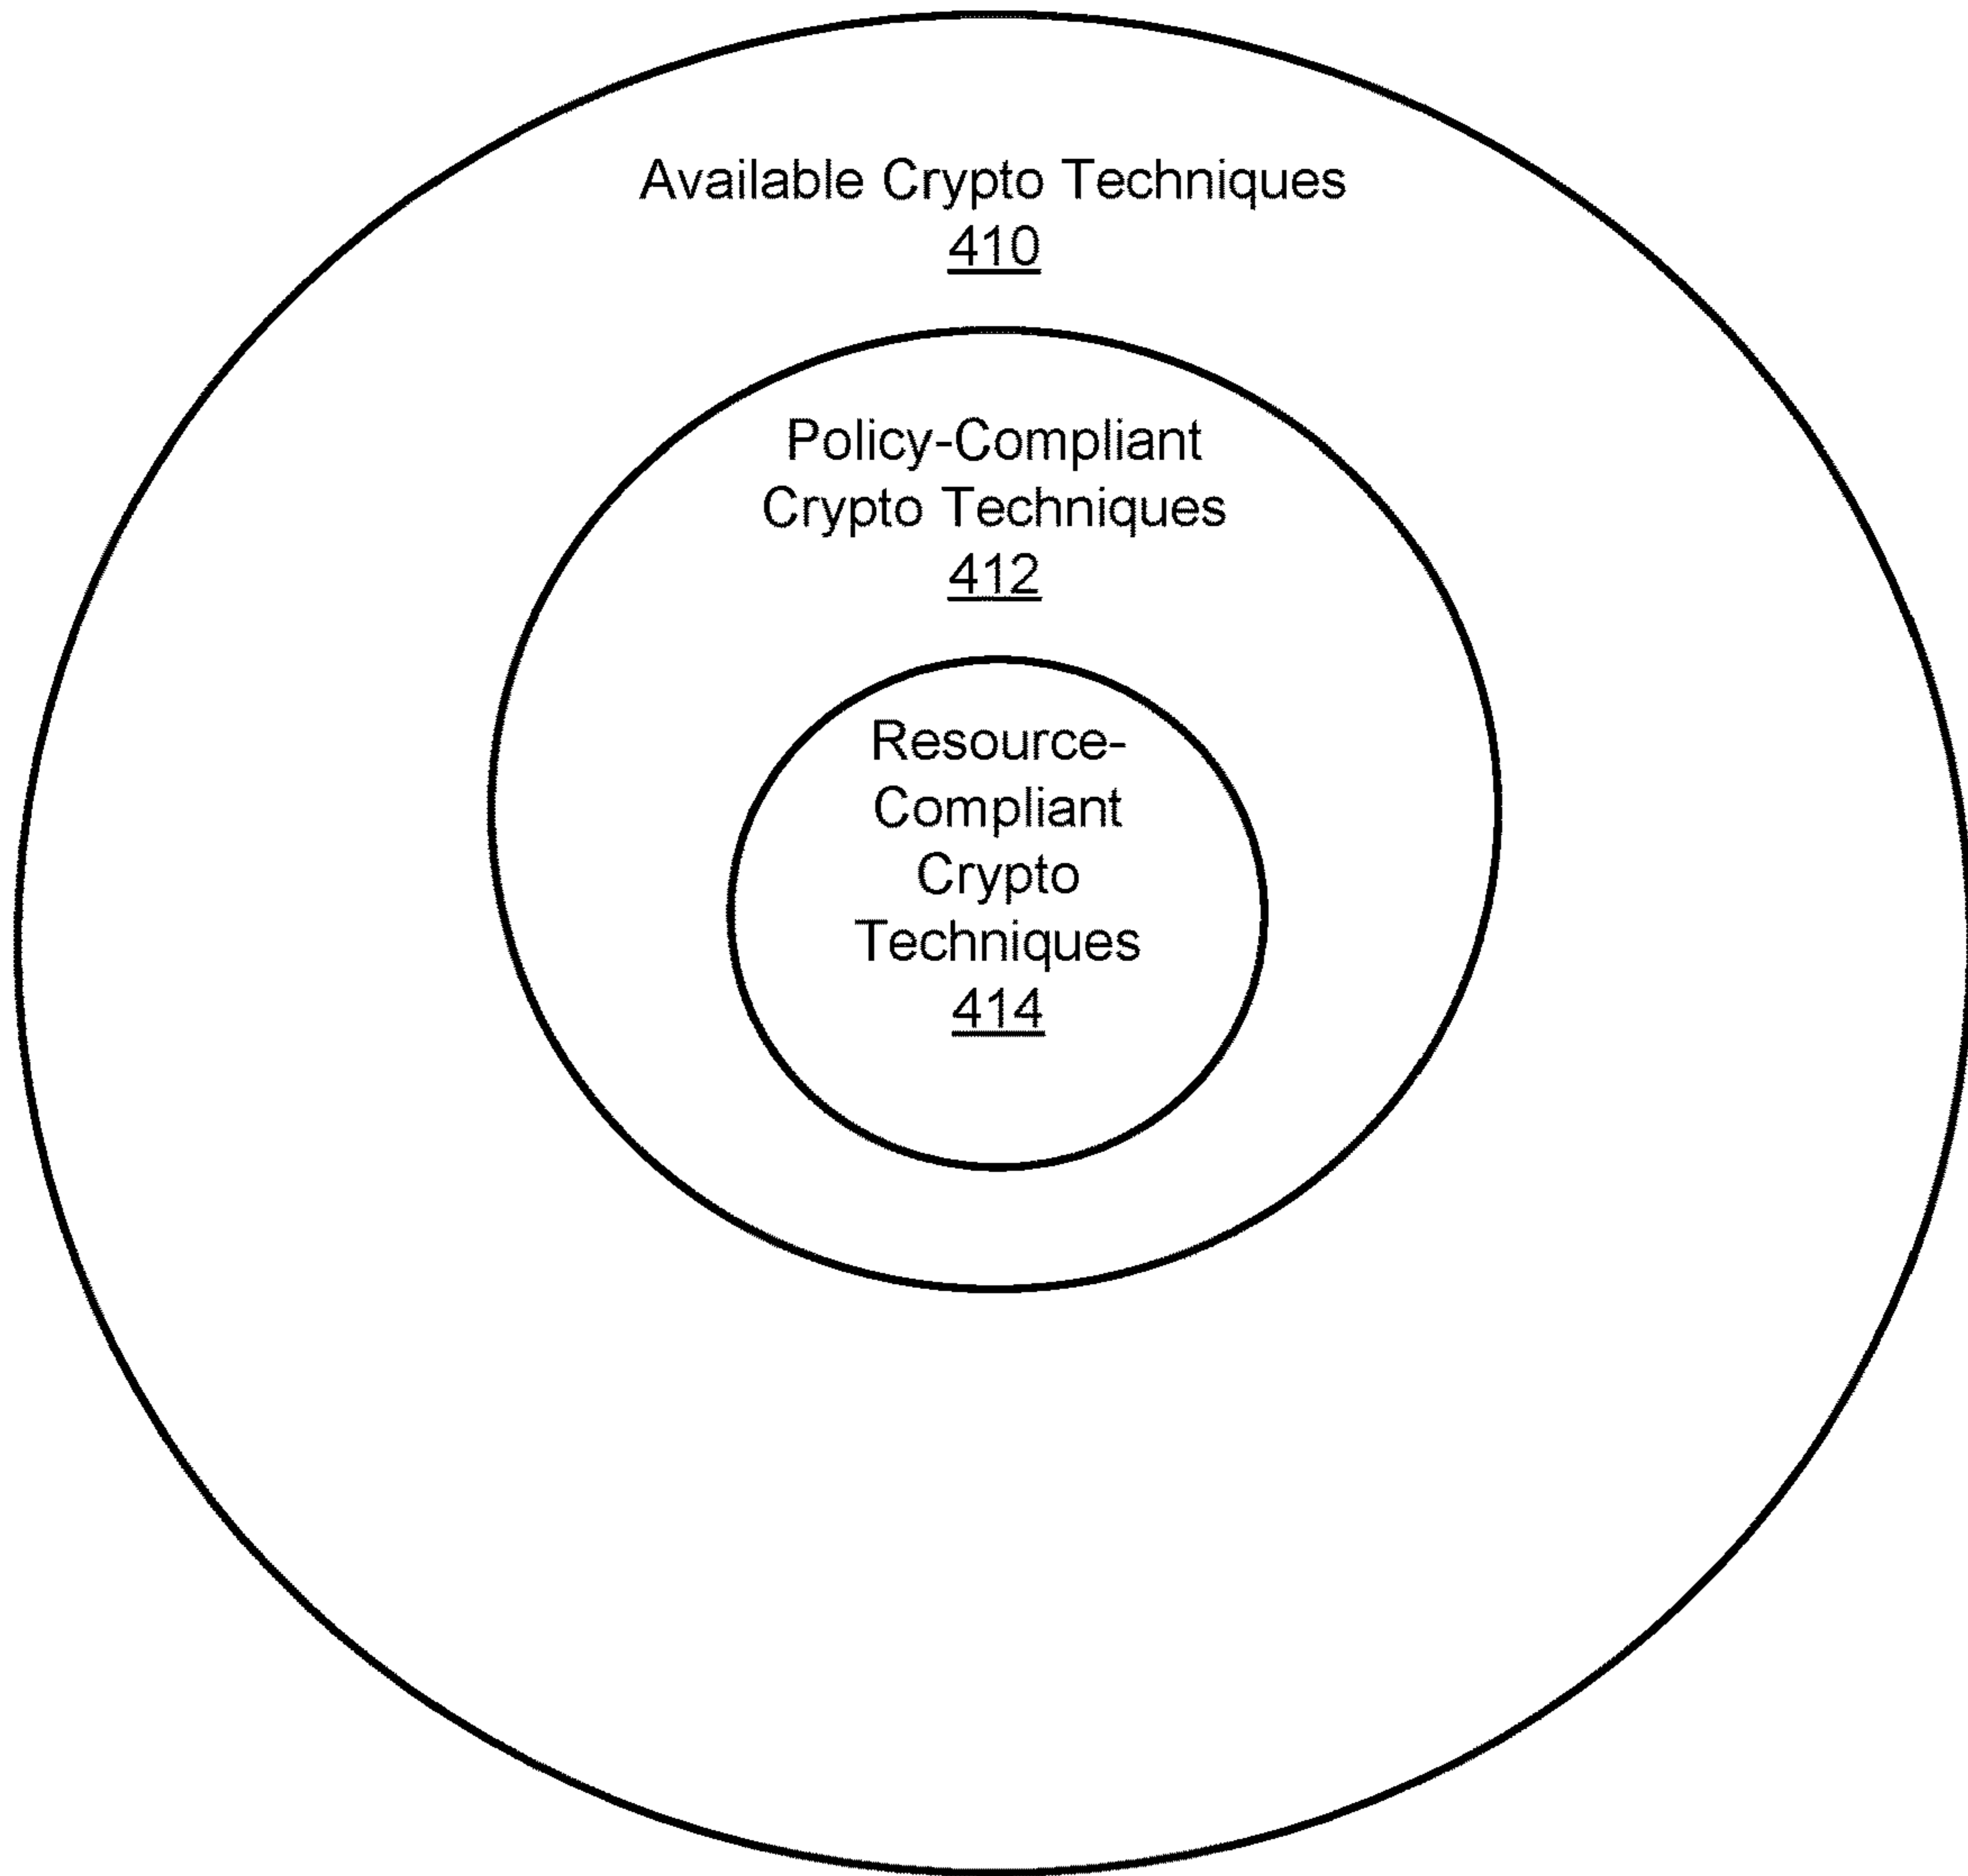 Available Crypto Techniques
410
Policy-Compliant
Crypto Techniques
412
Resource-
Compliant
Crypto
Techniques
414